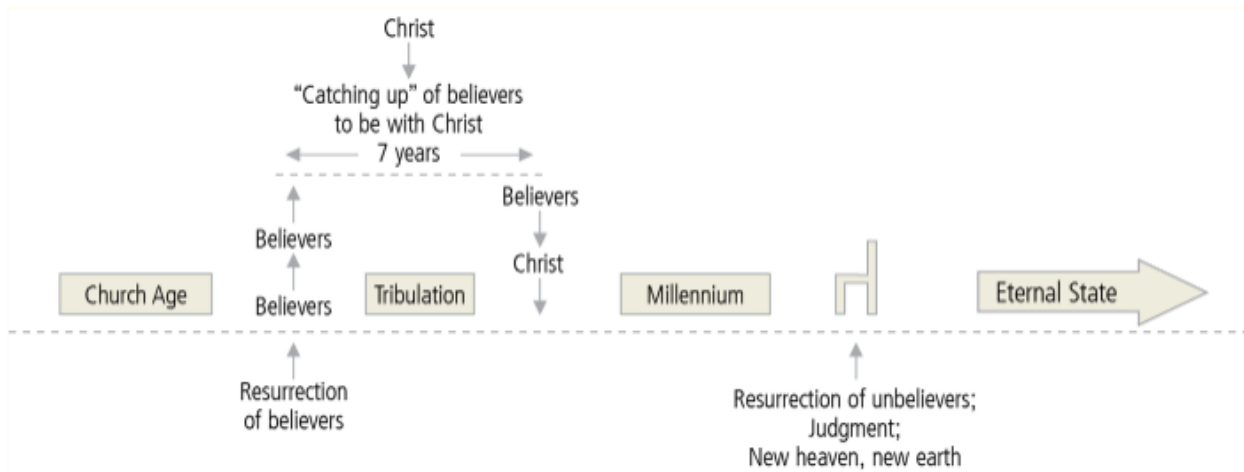 Christ
“Catching up” of believers
to be with Christ
7 years
Believers
Believers
Christ
Church Age
Believers
Tribulation
Millennium
Eternal State
Resurrection
of believers
Resurrection of unbelievers;
Judgment;
New heaven, new earth